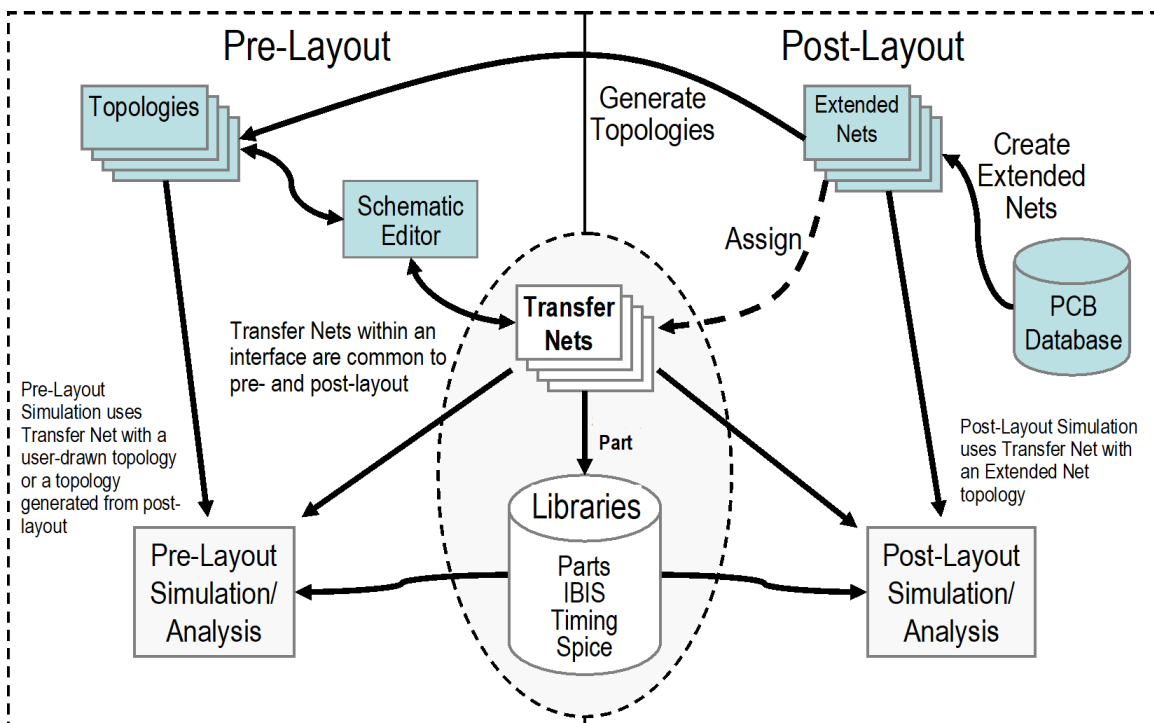 Pre-Layout
Post-Layout
Topologies
Generate
Topologies
Extended
Nets
Create
Extended
Nets
Schematic
Editor
Assign
PCB
Database
Transfer
Nets
Transfer Nets within an
interface are common to
pre- and post-layout
Pre-Layout
Simulation uses
Transfer Net with a
user-drawn topology
or a topology
generated from post-
layout
Part
Post-Layout Simulation
uses Transfer Net with
an Extended Net
topology
Libraries
Parts
IBIS
Timing
Spice
Pre-Layout
Simulation/
Analysis
Post-Layout
Simulation/
Analysis